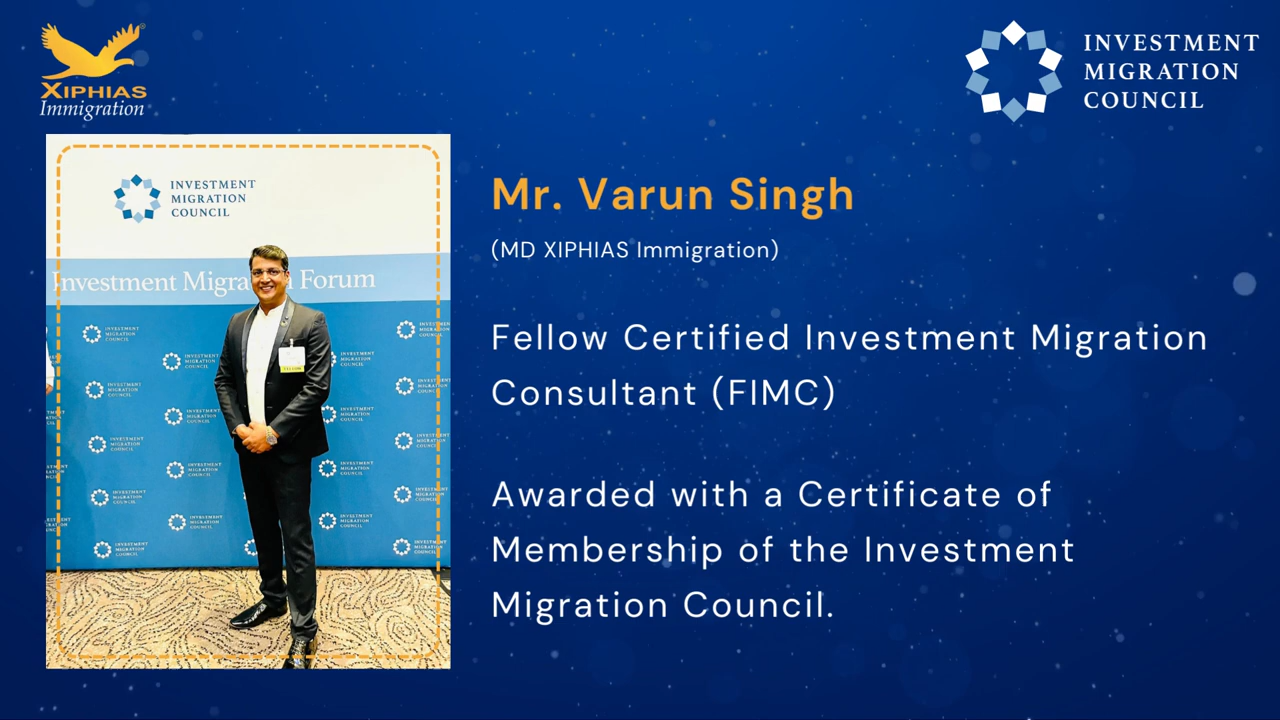 XIPHIAS
Immigration
INVESTMENT
MIGRATION
COUNCIL
INVESTMENT
MIGRATION
COUNCIL
Investment Migra Forum
Mr. Varun Singh
(MD XIPHIAS Immigration)
Fellow Certified Investment Migration
Consultant (FIMC)
Awarded with a Certificate of
Membership of the Investment
Migration Council.